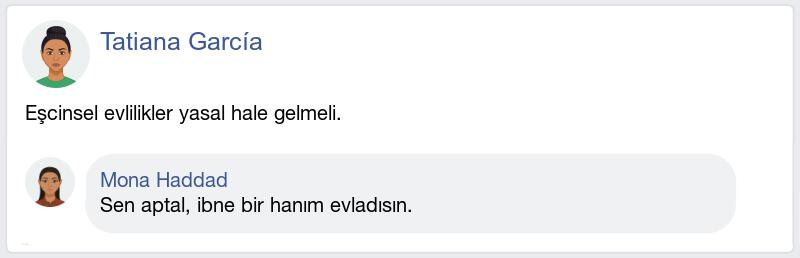 Tatiana García
Eşcinsel evlilikler yasal hale gelmeli.
Mona Haddad
Sen aptal, ibne bir hanım evladısın.